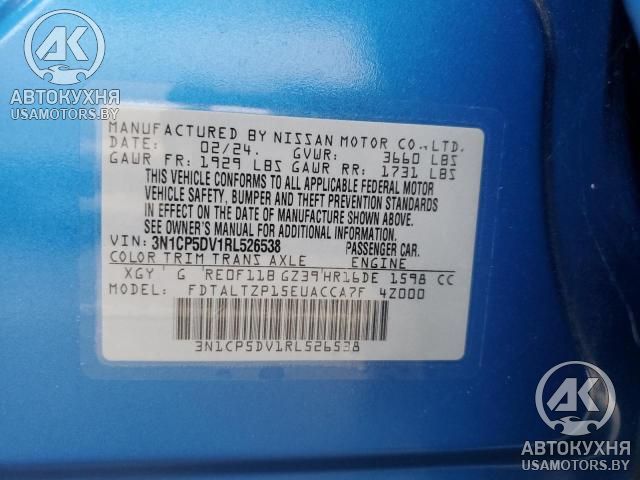 АК
АВТОКУХНЯ
USAMOTORS.BY
MANUFACTURED BY NISSAN MOTOR CO.,LTD.
DATE: 02/24. GVWR: 3660 LBS
GAWR FR: 1929 LBS GAWR RR: 1731 LBS
THIS VEHICLE CONFORMS TO ALL APPLICABLE FEDERAL MOTOR
VEHICLE SAFETY, BUMPER AND THEFT PREVENTION STANDARDS
IN EFFECT ON THE DATE OF MANUFACTURE SHOWN ABOVE.
SEE OWNER'S MANUAL FOR ADDITIONAL INFORMATION.
VIN: 3N1CP5DV1RL526538 PASSENGER CAR.
COLOR TRIM TRANS AXLE
XGY G RE0F11B GZ39 HR16DE 1598 CC
MODEL: FDTALTZP15EUACCA7F 4Z000
3N1CP5DV1RL526538
АК
АВТОКУХНЯ
USAMOTORS.BY